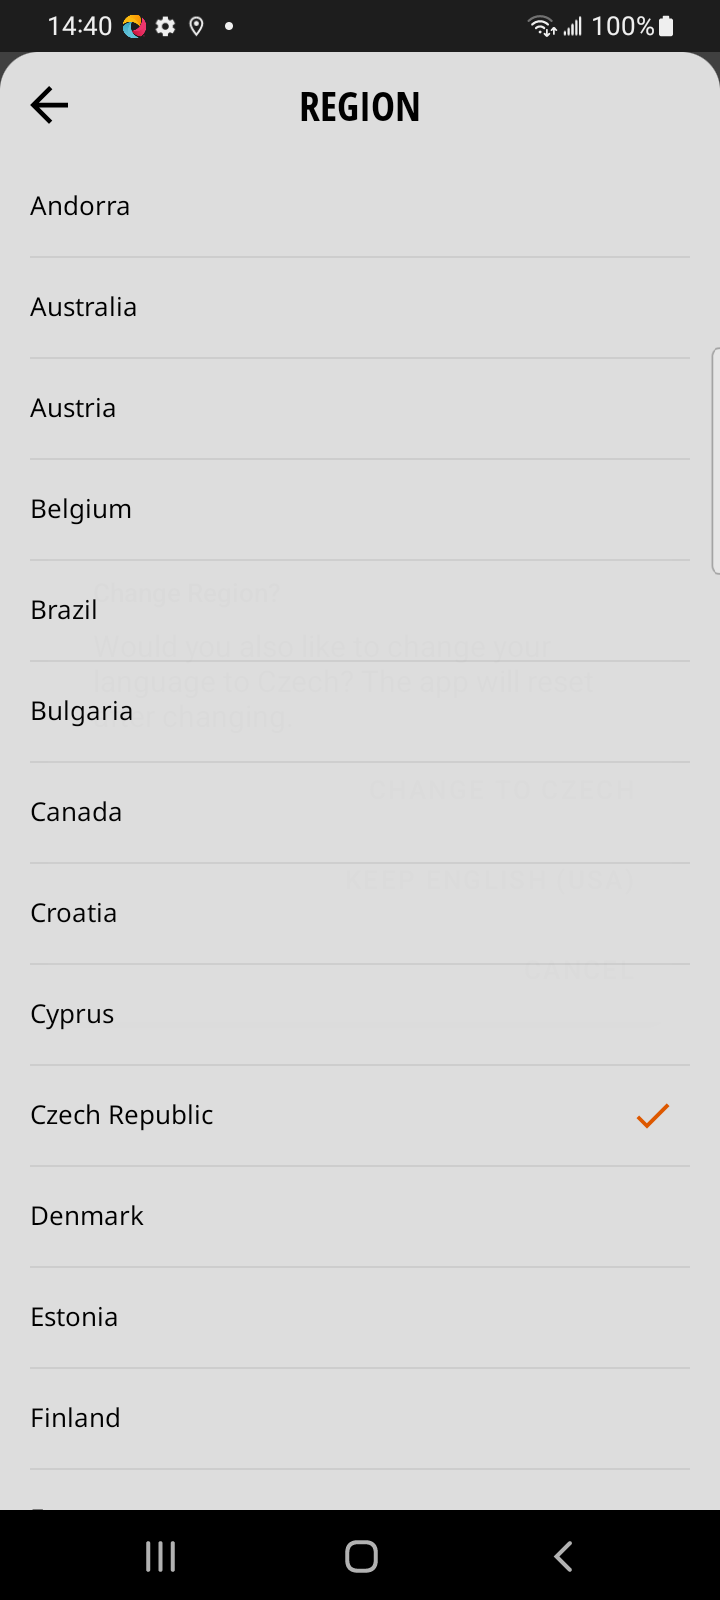 14:40
100%
REGION
Andorra
Australia
Austria
Belgium
Change Region?
Brazil
Would you also like to change your
language to Czech? The app will reset
Bulgaria
changing
CHANGE TO CZECH
Canada
KEEP ENGLISH (USA)
Croatia
CANCEL
Cyprus
Czech Republic
Denmark
Estonia
Finland